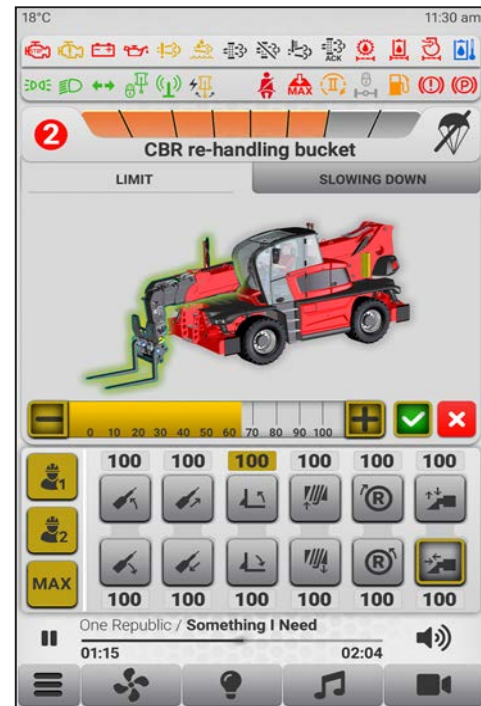 18°C 11:30 am
ACK
MAX
2
CBR re-handling bucket
LIMIT SLOWING DOWN
0 10 20 30 40 50 60 70 80 90 100
100 100 100 100 100 100
1
R
2
R
MAX
100 100 100 100 100 100
One Republic / Something I Need
01:15 02:04